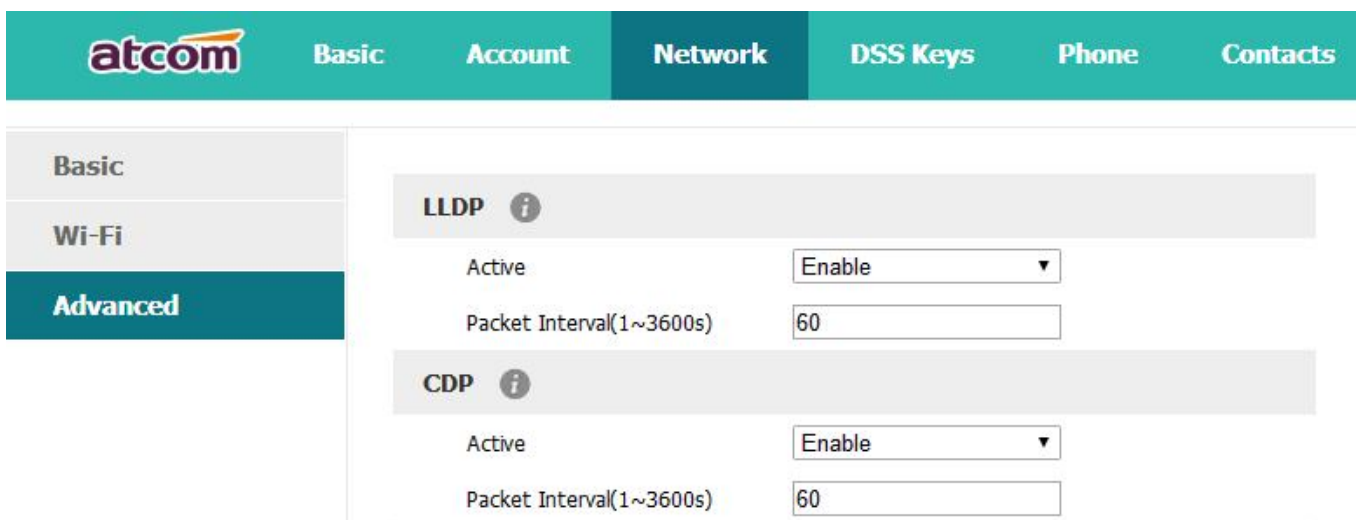 atcom Basic Account Network DSS Keys Phone Contacts
Basic
Wi-Fi
Advanced
LLDP i
Active Enable
Packet Interval(1~3600s) 60
CDP i
Active Enable
Packet Interval(1~3600s) 60